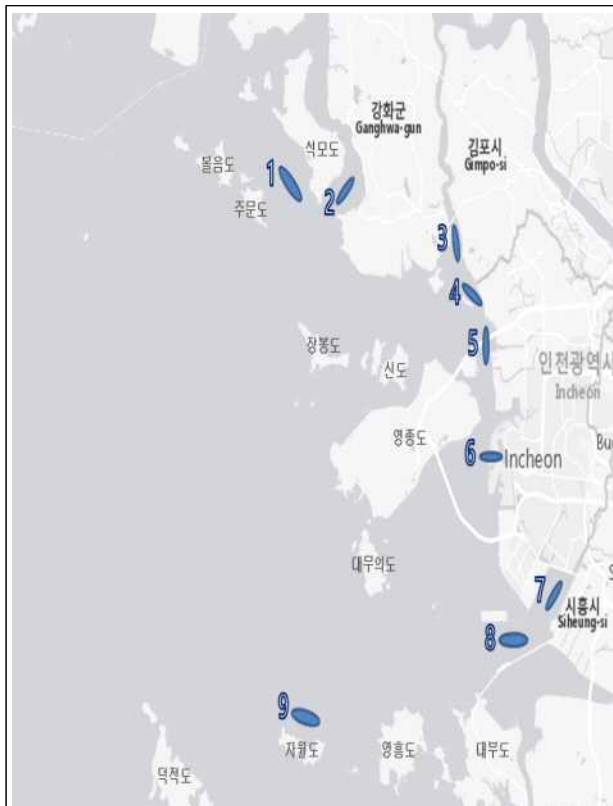 강화군
Ganghwa-gun
김포시
Gimpo-si
석모도
볼음도
주문도
1
2
3
4
5
장봉도
신도
인천광역시
Incheon
영종도
6
Incheon
Bu
대무의도
7
시흥시
Siheung-si
S
8
9
자월도
영흥도
대부도
덕적도